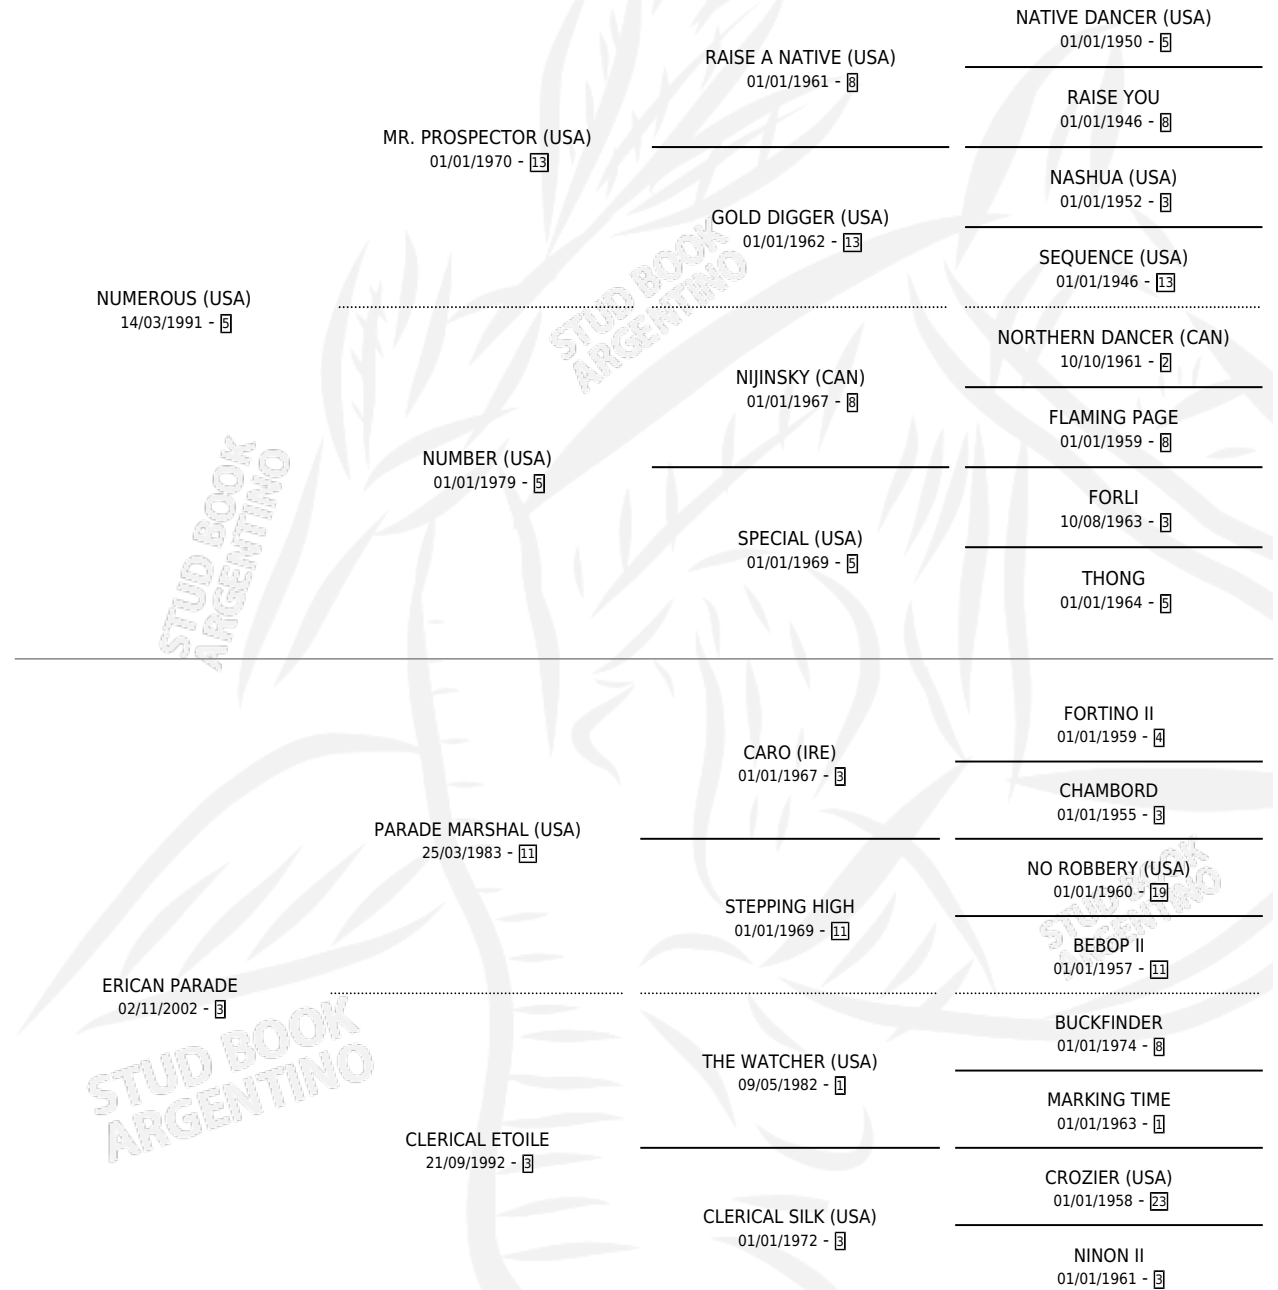 NATIVE DANCER (USA)
01/01/1950 - 5
RAISE A NATIVE (USA)
01/01/1961 - 8
RAISE YOU
01/01/1946 - 8
MR. PROSPECTOR (USA)
01/01/1970 - 13
NASHUA (USA)
01/01/1952 - 3
GOLD DIGGER (USA)
01/01/1962 - 13
SEQUENCE (USA)
01/01/1946 - 13
NUMEROUS (USA)
14/03/1991 - 5
NORTHERN DANCER (CAN)
10/10/1961 - 2
NIJINSKY (CAN)
01/01/1967 - 8
FLAMING PAGE
01/01/1959 - 8
NUMBER (USA)
01/01/1979 - 5
FORLI
10/08/1963 - 3
SPECIAL (USA)
01/01/1969 - 5
THONG
01/01/1964 - 5
STUD BOOK
ARGENTINO
STUD BOOK
ARGENTINO
FORTINO II
01/01/1959 - 4
CARO (IRE)
01/01/1967 - 3
CHAMBORD
01/01/1955 - 3
PARADE MARSHAL (USA)
25/03/1983 - 11
NO ROBBERY (USA)
01/01/1960 - 19
STEPPING HIGH
01/01/1969 - 11
BEBOP II
01/01/1957 - 11
ERICAN PARADE
02/11/2002 - 3
BUCKFINDER
01/01/1974 - 8
THE WATCHER (USA)
09/05/1982 - 1
MARKING TIME
01/01/1963 - 1
CLERICAL ETOILE
21/09/1992 - 3
CROZIER (USA)
01/01/1958 - 23
CLERICAL SILK (USA)
01/01/1972 - 3
NINON II
01/01/1961 - 3
STUD BOOK
ARGENTINO
STUD BOOK
ARGENTINO